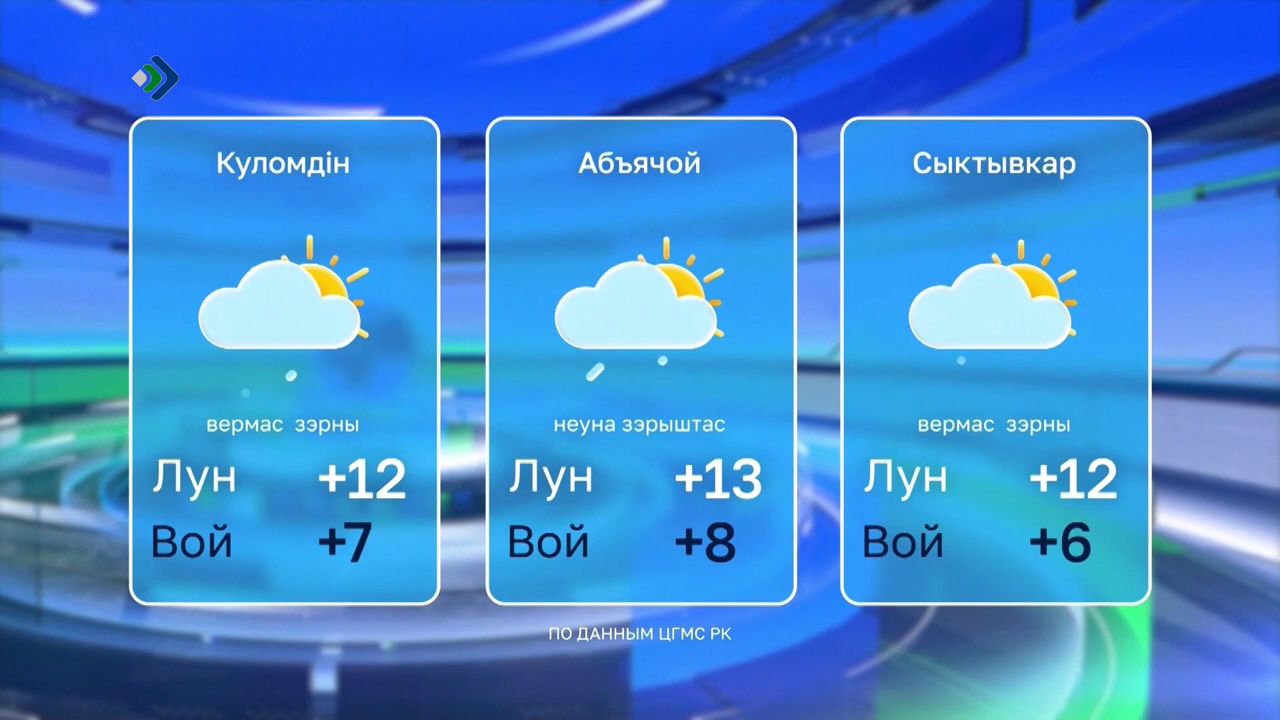 Куломдін
вермас зэрны
Лун +12
Вой +7
Абъячой
неуна зэрыштас
Лун +13
Вой +8
Сыктывкар
вермас зэрны
Лун +12
Вой +6
ПО ДАННЫМ ЦГМС РК